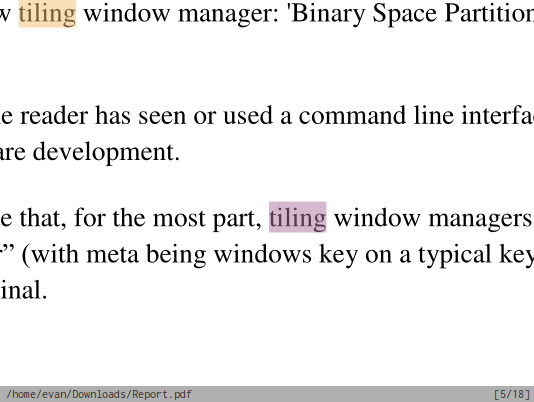 tiling window manager: 'Binary Space Partition
reader has seen or used a command line interfa
are development.
e that, for the most part, tiling window managers
” (with meta being windows key on a typical key
inal.
/home/evan/Downloads/Report.pdf [5/18]